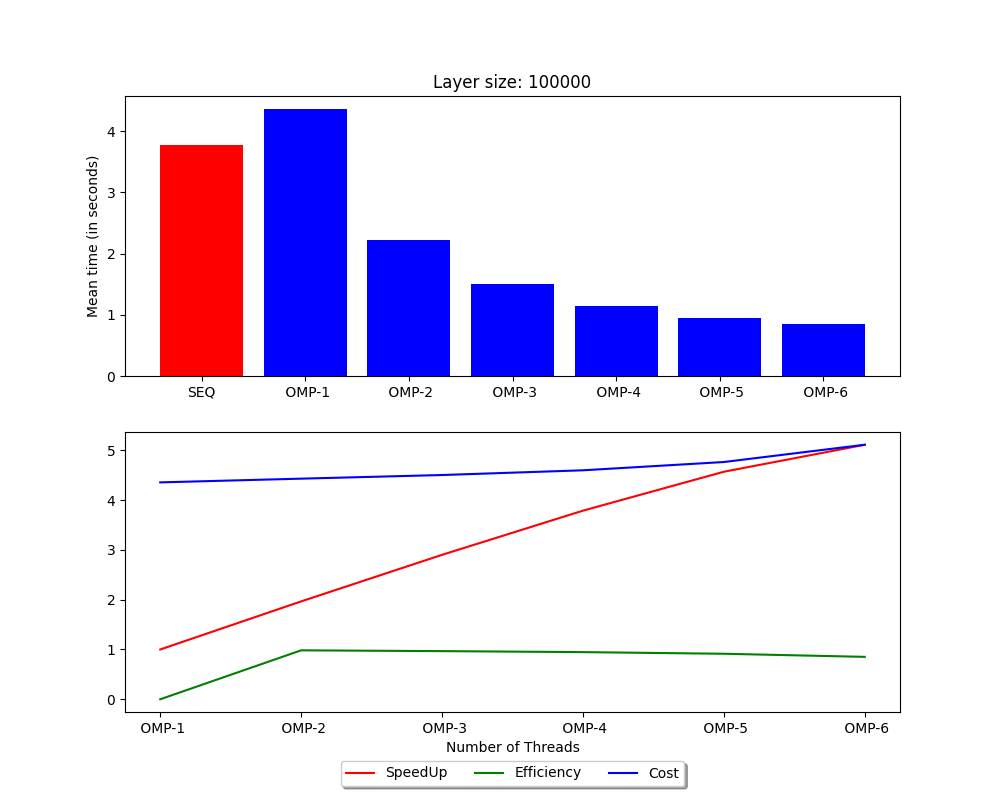 Layer size: 100000
Mean time (in seconds)
4
3
2
1
0
SEQ OMP-1 OMP-2 OMP-3 OMP-4 OMP-5 OMP-6
5
4
3
2
1
0
OMP-1 OMP-2 OMP-3 OMP-4 OMP-5 OMP-6
Number of Threads
SpeedUp Efficiency Cost